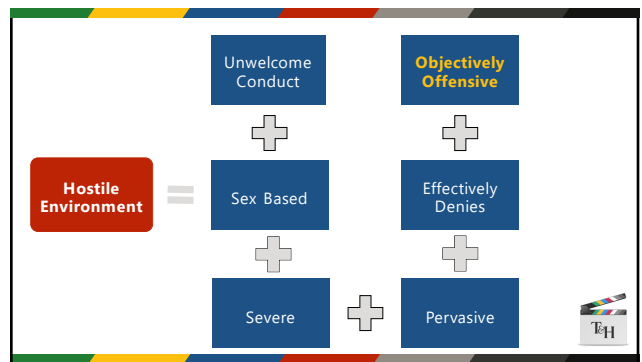 Unwelcome
Conduct
Objectively
Offensive
Hostile
Environment
Sex Based
Effectively
Denies
Severe
Pervasive
T&H